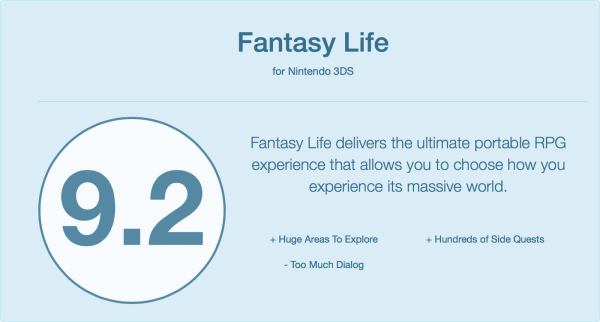 Fantasy Life
for Nintendo 3DS
9.2
Fantasy Life delivers the ultimate portable RPG
experience that allows you to choose how you
experience its massive world.
+ Huge Areas To Explore
+ Hundreds of Side Quests
- Too Much Dialog